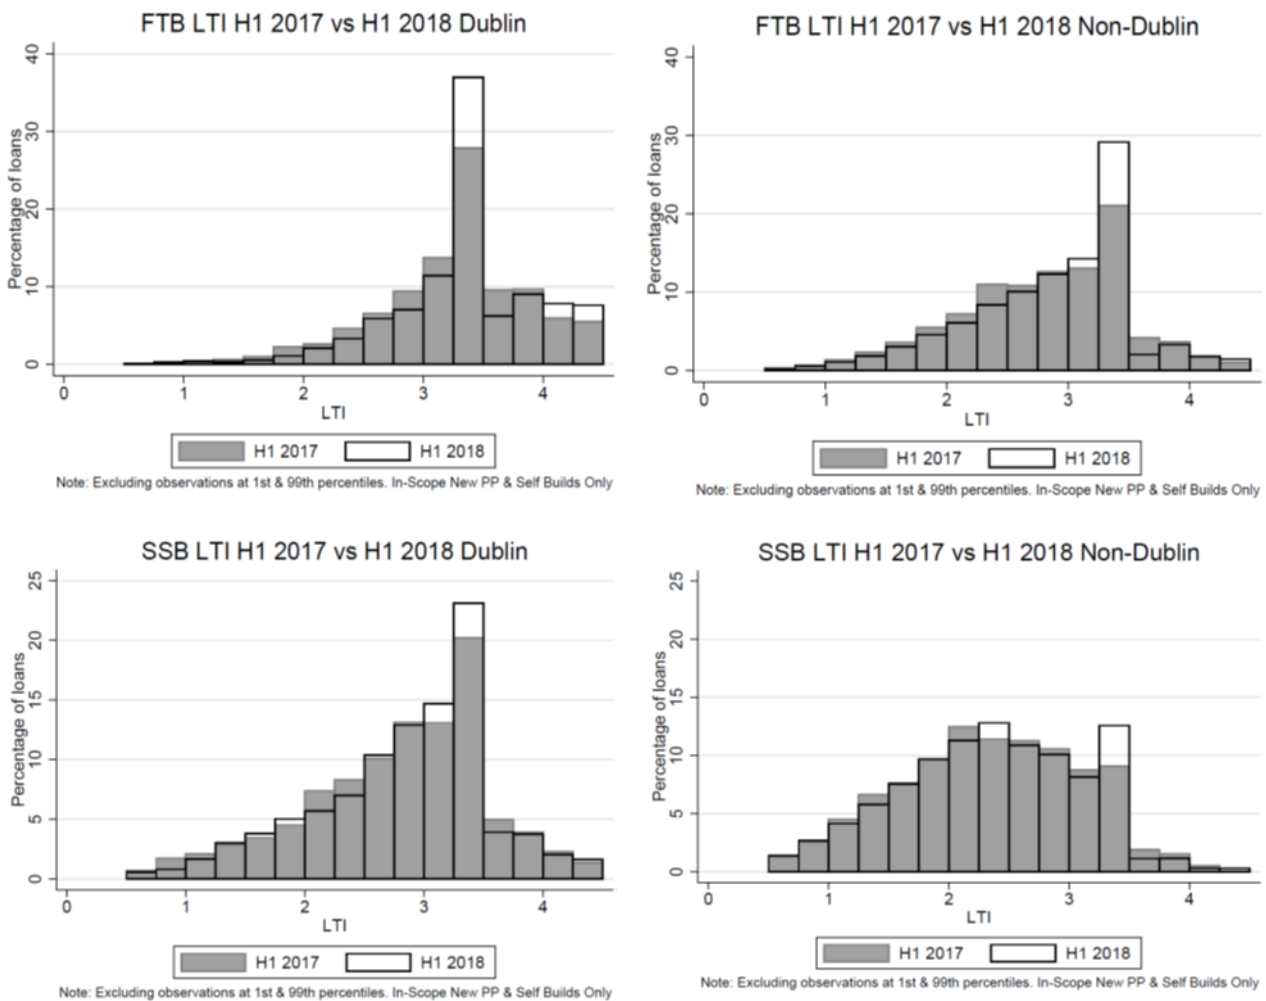 FTB LTI H1 2017 vs H1 2018 Dublin
Percentage of loans
40
30
20
10
0
0 1 2 3 4
LTI
H1 2017 H1 2018
Note: Excluding observations at 1st & 99th percentiles. In-Scope New PP & Self Builds Only
FTB LTI H1 2017 vs H1 2018 Non-Dublin
Percentage of loans
40
30
20
10
0
0 1 2 3 4
LTI
H1 2017 H1 2018
Note: Excluding observations at 1st & 99th percentiles. In-Scope New PP & Self Builds Only
SSB LTI H1 2017 vs H1 2018 Dublin
Percentage of loans
25
20
15
10
5
0
0 1 2 3 4
LTI
H1 2017 H1 2018
Note: Excluding observations at 1st & 99th percentiles. In-Scope New PP & Self Builds Only
SSB LTI H1 2017 vs H1 2018 Non-Dublin
Percentage of loans
25
20
15
10
5
0
0 1 2 3 4
LTI
H1 2017 H1 2018
Note: Excluding observations at 1st & 99th percentiles. In-Scope New PP & Self Builds Only